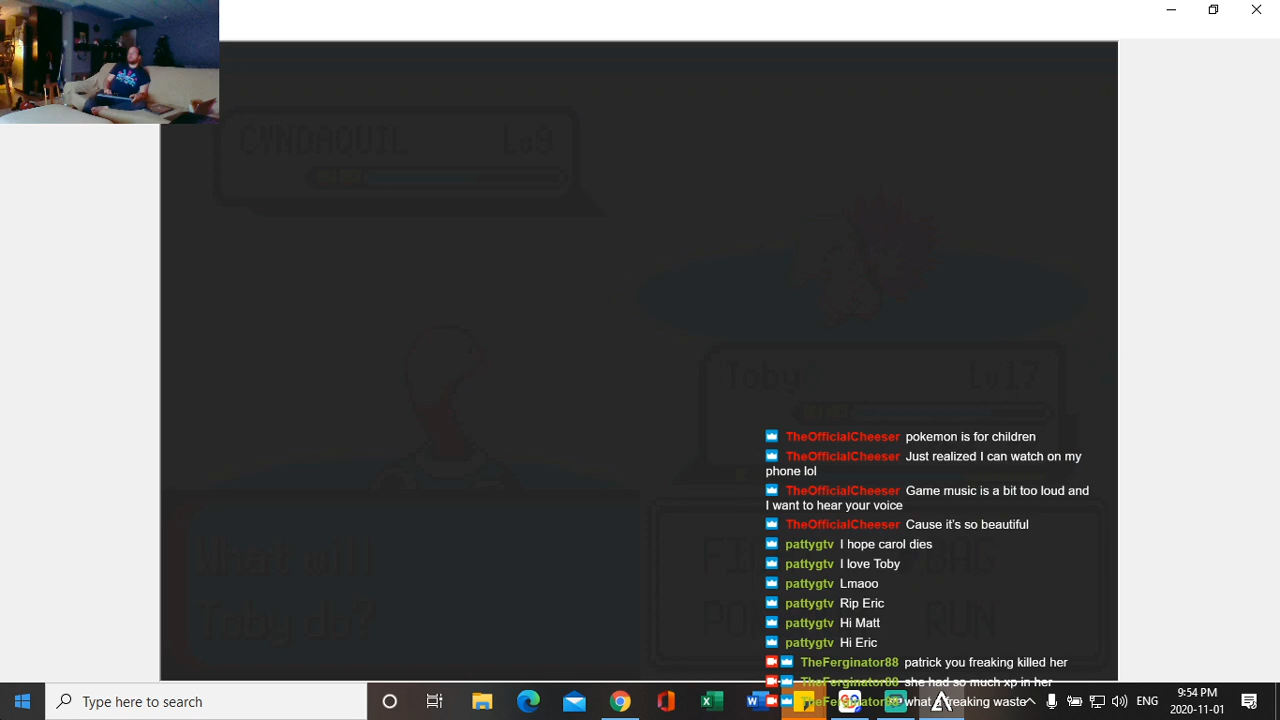 CYNDAQUIL Lv9
Toby Lv17
TheOfficialCheeser pokemon is for children
TheOfficialCheeser Just realized I can watch on my
phone lol
TheOfficialCheeser Game music is a bit too loud and
I want to hear your voice
TheOfficialCheeser Cause it's so beautiful
pattygtv I hope carol dies
pattygtv I love Toby
pattygtv Lmaoo
pattygtv Rip Eric
pattygtv Hi Matt
pattygtv Hi Eric
TheFerginator88 patrick you freaking killed her
TheFerginator88 she had so much xp in her
TheFerginator88 what a freaking waste
What will
Toby do?
BAG
RUN
Type here to search
ENG
9:54 PM
2020-11-01